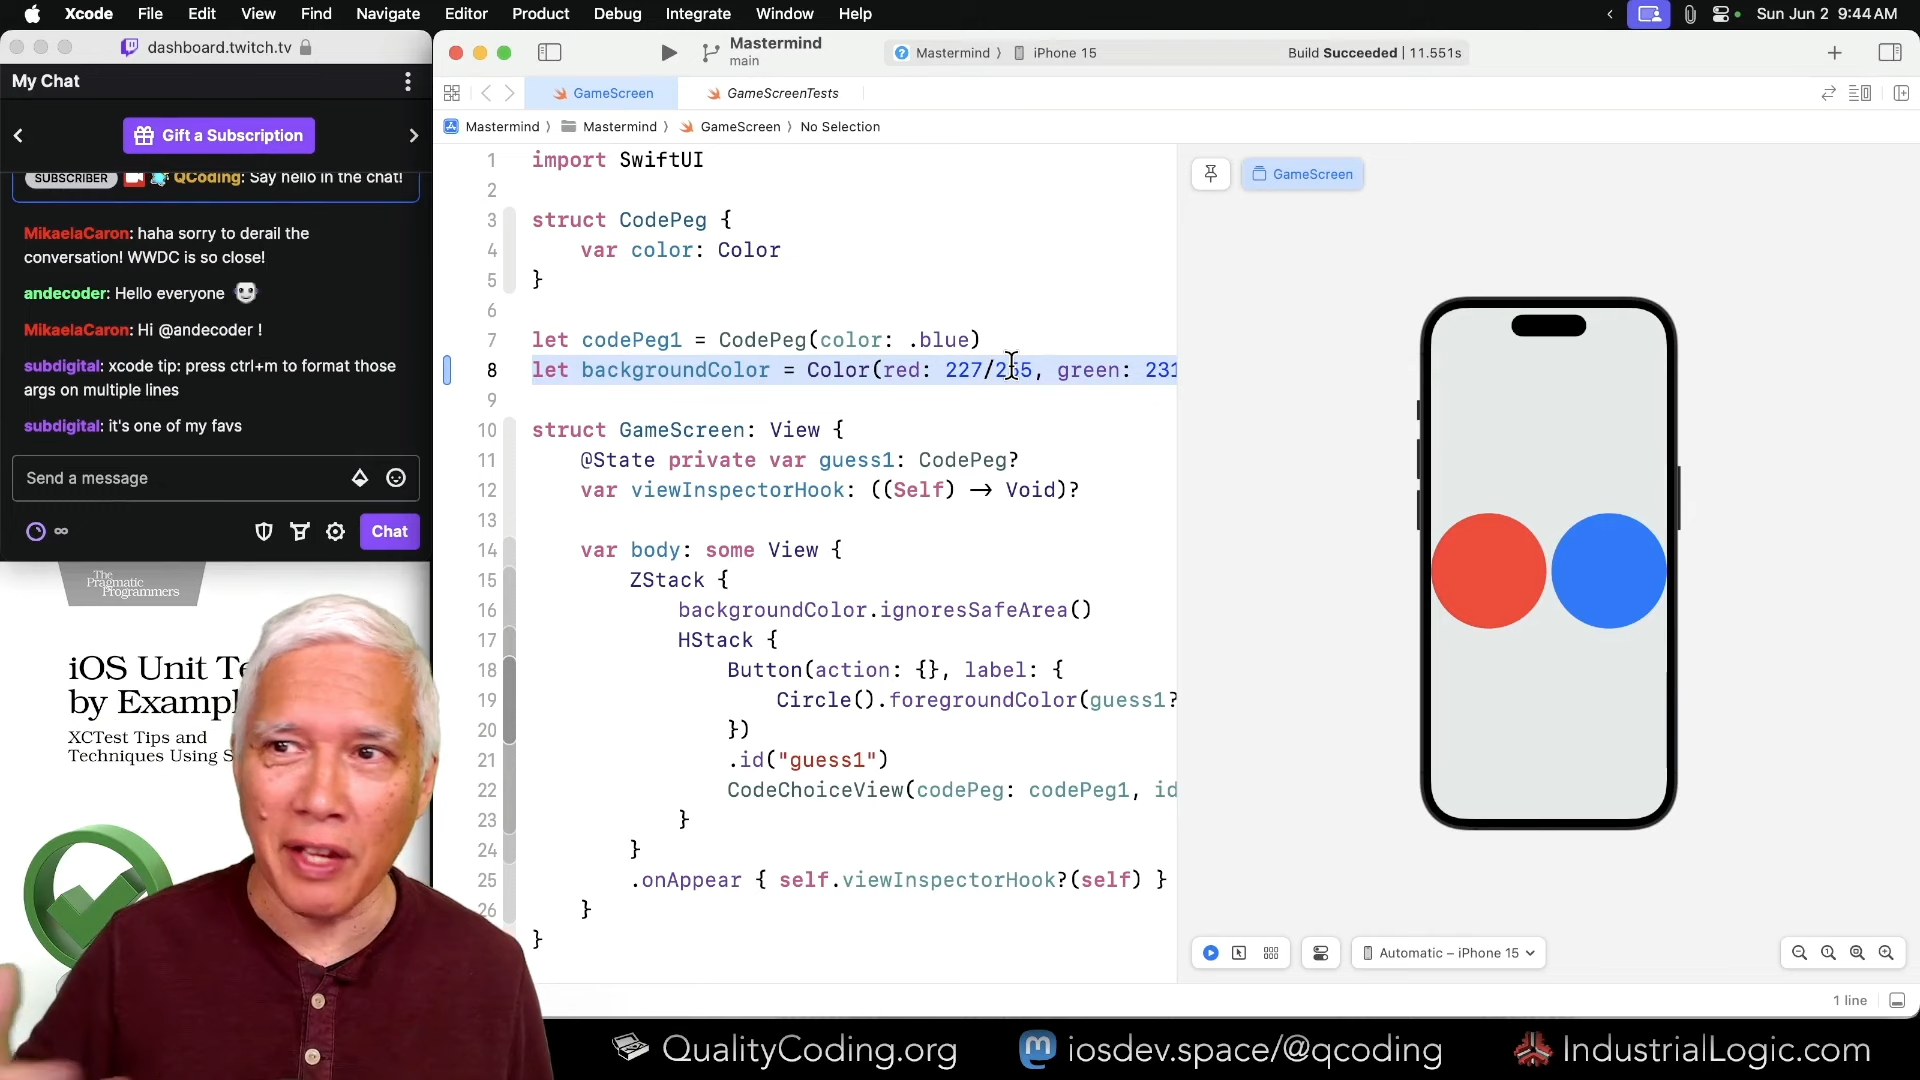 Xcode File Edit View Find Navigate Editor Product Debug Integrate Window Help
Sun Jun 2 9:44 AM
dashboard.twitch.tv
My Chat
Gift a Subscription
SUBSCRIBER QCoding: Say hello in the chat!
MikaelaCaron: haha sorry to derail the
conversation! WWDC is so close!
andecoder: Hello everyone
MikaelaCaron: Hi @andecoder !
subdigital: xcode tip: press ctrl+m to format those
args on multiple lines
subdigital: it's one of my favs
Send a message
∞
Chat
The
Pragmatic
Programmers
iOS Unit Te
by Exampl
XCTest Tips and
Techniques Using S
Mastermind
main
Mastermind ⟩ iPhone 15
Build Succeeded | 11.551s
GameScreen
GameScreenTests
Mastermind ⟩ Mastermind ⟩ GameScreen ⟩ No Selection
1 import SwiftUI
2
3 struct CodePeg {
4 var color: Color
5 }
6
7 let codePeg1 = CodePeg(color: .blue)
8 let backgroundColor = Color(red: 227/255, green: 231
9
10 struct GameScreen: View {
11 @State private var guess1: CodePeg?
12 var viewInspectorHook: ((Self) -> Void)?
13
14 var body: some View {
15 ZStack {
16 backgroundColor.ignoresSafeArea()
17 HStack {
18 Button(action: {}, label: {
19 Circle().foregroundColor(guess1?
20 })
21 .id("guess1")
22 CodeChoiceView(codePeg: codePeg1, id
23 }
24 }
25 .onAppear { self.viewInspectorHook?(self) }
26 }
}
GameScreen
Automatic – iPhone 15
1 line
QualityCoding.org
iosdev.space/@qcoding
IndustrialLogic.com